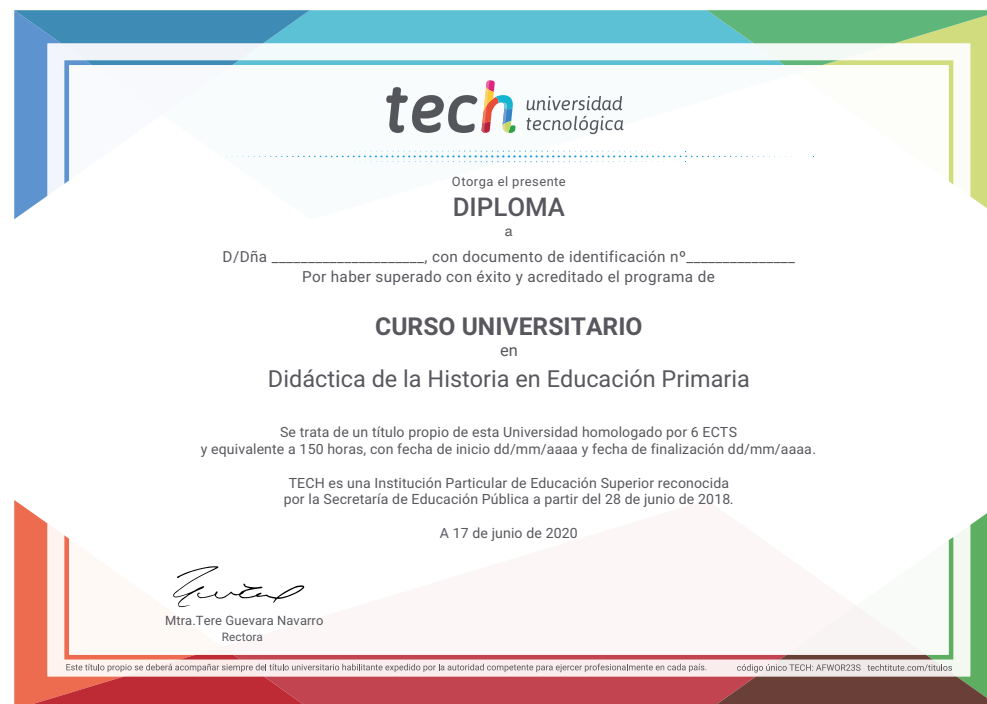 tech universidad
tecnológica
Otorga el presente
DIPLOMA
a
D/Dña ______________________, con documento de identificación nº_______________
Por haber superado con éxito y acreditado el programa de
CURSO UNIVERSITARIO
en
Didáctica de la Historia en Educación Primaria
Se trata de un título propio de esta Universidad homologado por 6 ECTS
y equivalente a 150 horas, con fecha de inicio dd/mm/aaaa y fecha de finalización dd/mm/aaaa.
TECH es una Institución Particular de Educación Superior reconocida
por la Secretaría de Educación Pública a partir del 28 de junio de 2018.
A 17 de junio de 2020
Mtra.Tere Guevara Navarro
Rectora
Este título propio se deberá acompañar siempre del título universitario habilitante expedido por la autoridad competente para ejercer profesionalmente en cada país. código único TECH: AFWOR23S techtitute.com/titulos